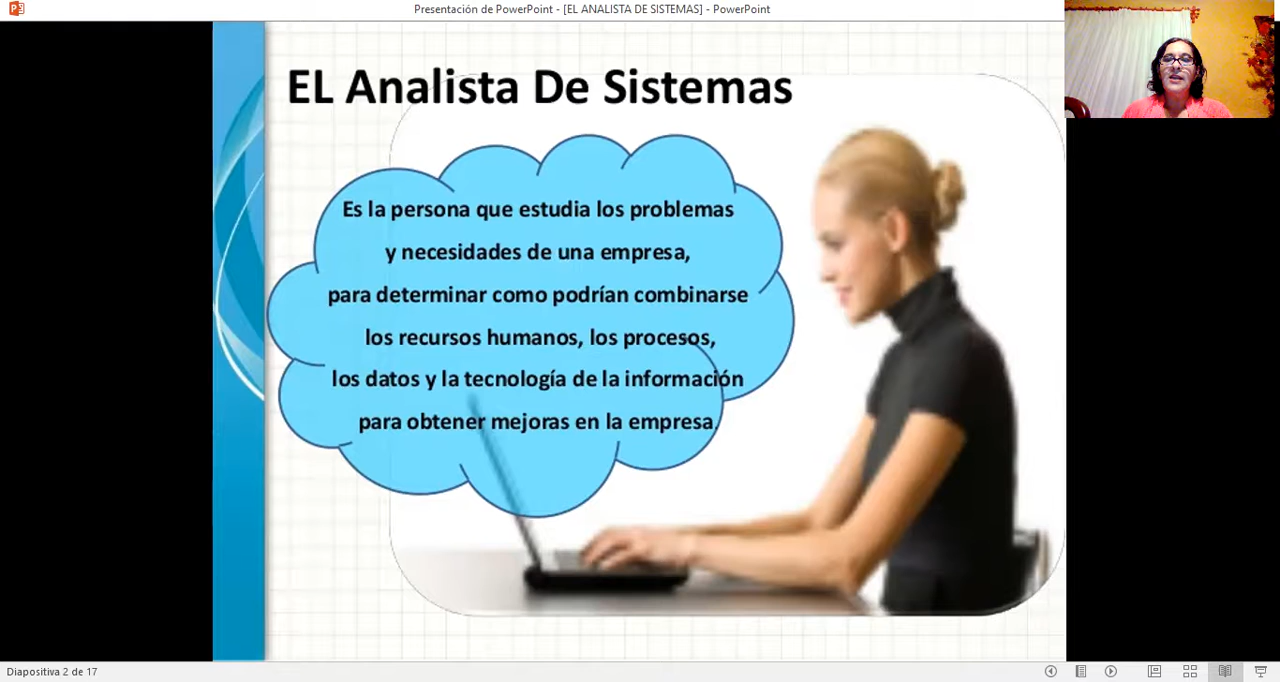 Presentación de PowerPoint - [EL ANALISTA DE SISTEMAS] - PowerPoint
EL Analista De Sistemas
Es la persona que estudia los problemas
y necesidades de una empresa,
para determinar como podrían combinarse
los recursos humanos, los procesos,
los datos y la tecnología de la información
para obtener mejoras en la empresa.
Diapositiva 2 de 17